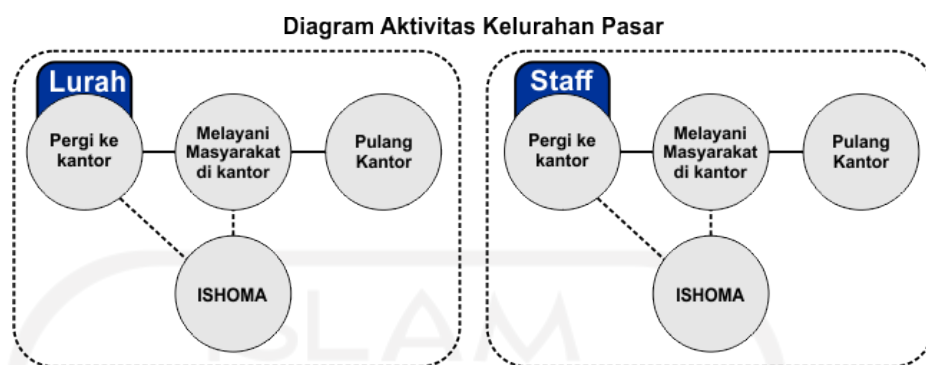 Diagram Aktivitas Kelurahan Pasar
Lurah
Pergi ke
kantor
Melayani
Masyarakat
di kantor
Pulang
Kantor
ISHOMA
Staff
Pergi ke
kantor
Melayani
Masyarakat
di kantor
Pulang
Kantor
ISHOMA
ISLAM